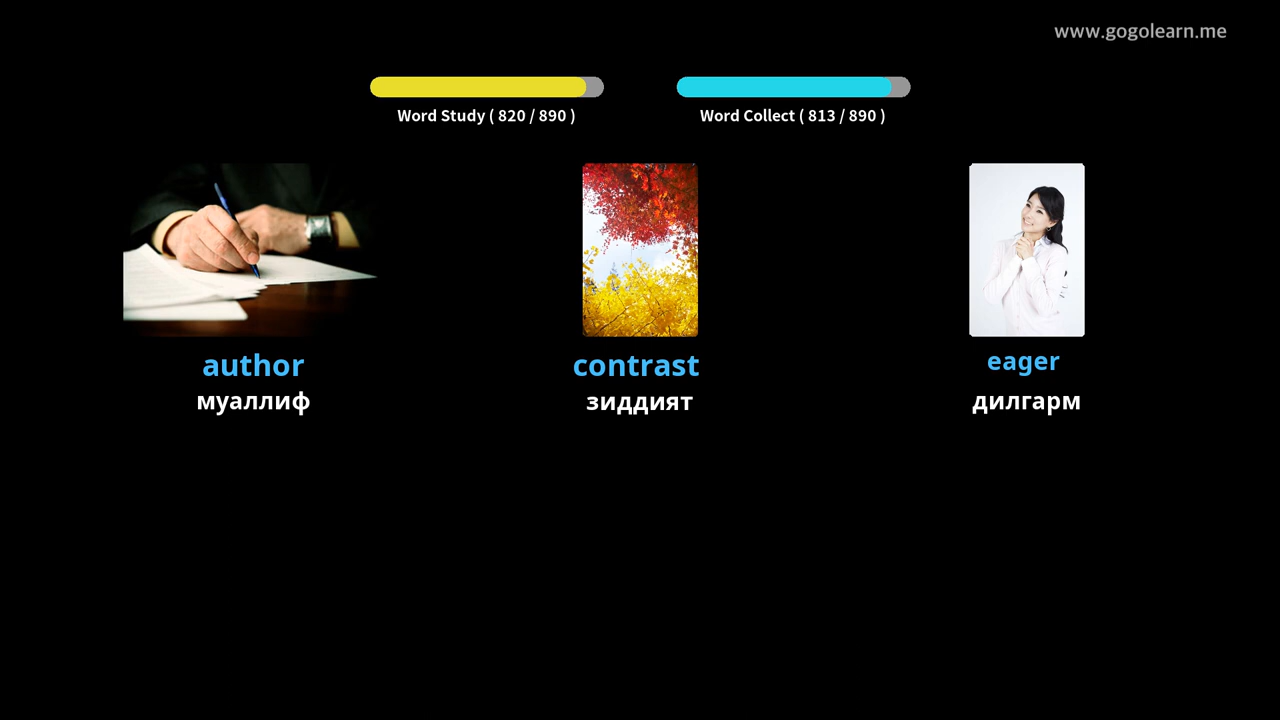 www.gogolearn.me
Word Study ( 820 / 890 )
Word Collect ( 813 / 890 )
author
contrast
eager
муаллиф
зиддият
дилгарм